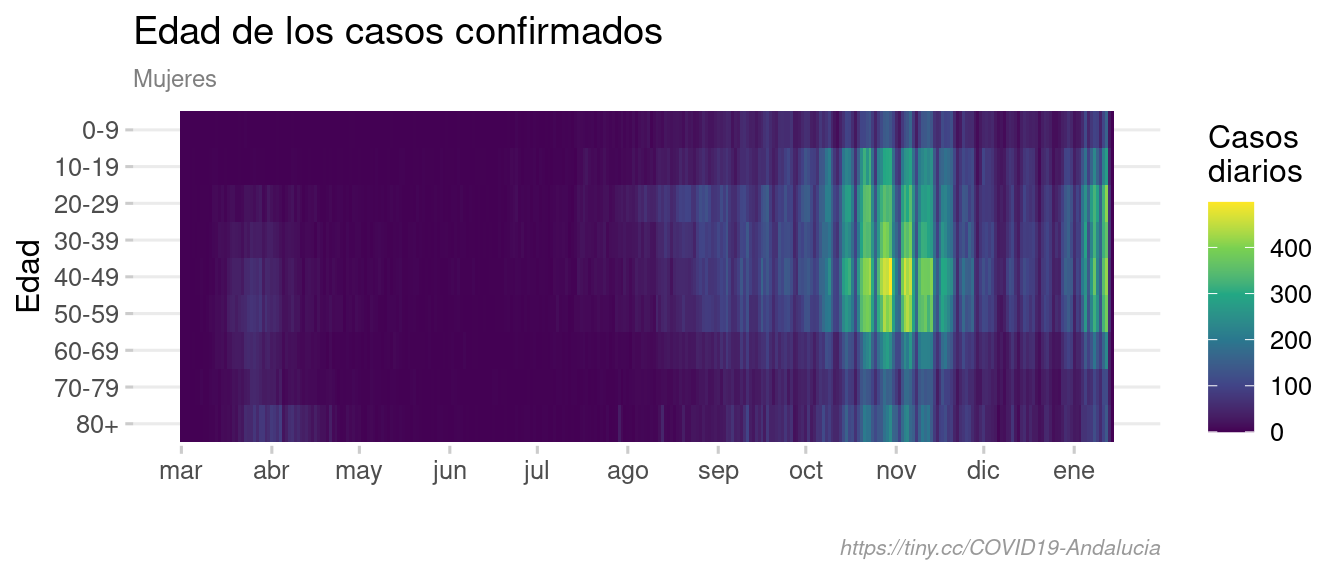 Edad de los casos confirmados
Mujeres
Edad
0-9
10-19
20-29
30-39
40-49
50-59
60-69
70-79
80+
mar abr may jun jul ago sep oct nov dic ene
Casos
diarios
400
300
200
100
0
https://tiny.cc/COVID19-Andalucia